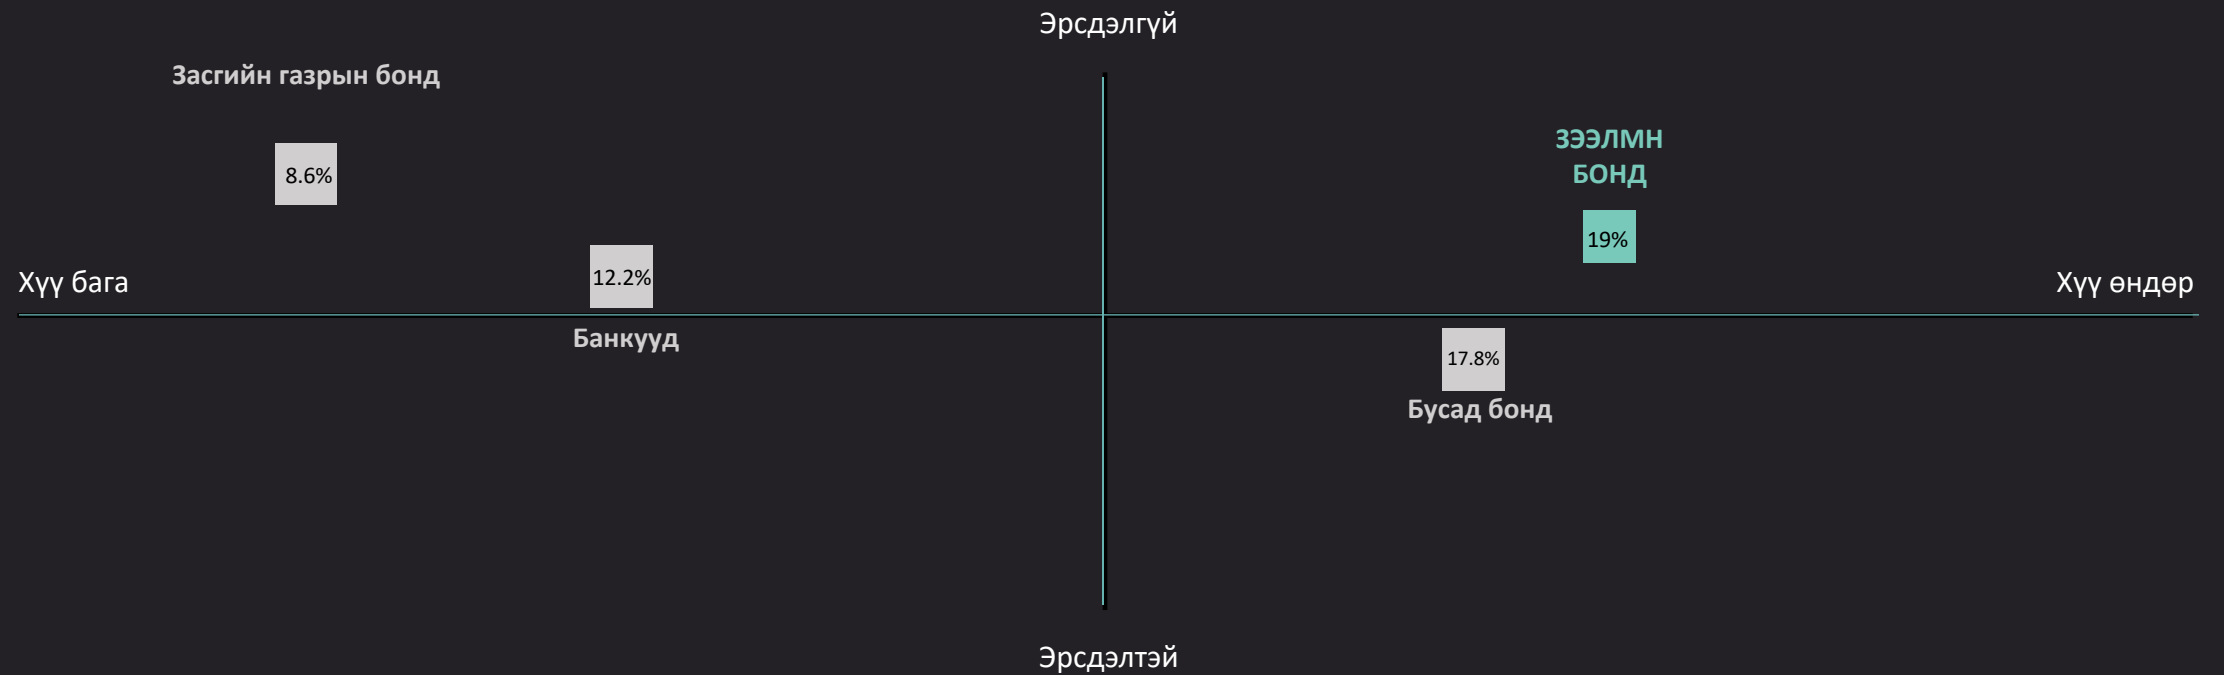 Эрсдэлгүй
Засгийн газрын бонд
8.6%
ЗЭЭЛМН
БОНД
19%
Хүү бага
12.2%
Банкууд
Хүү өндөр
17.8%
Бусад бонд
Эрсдэлтэй